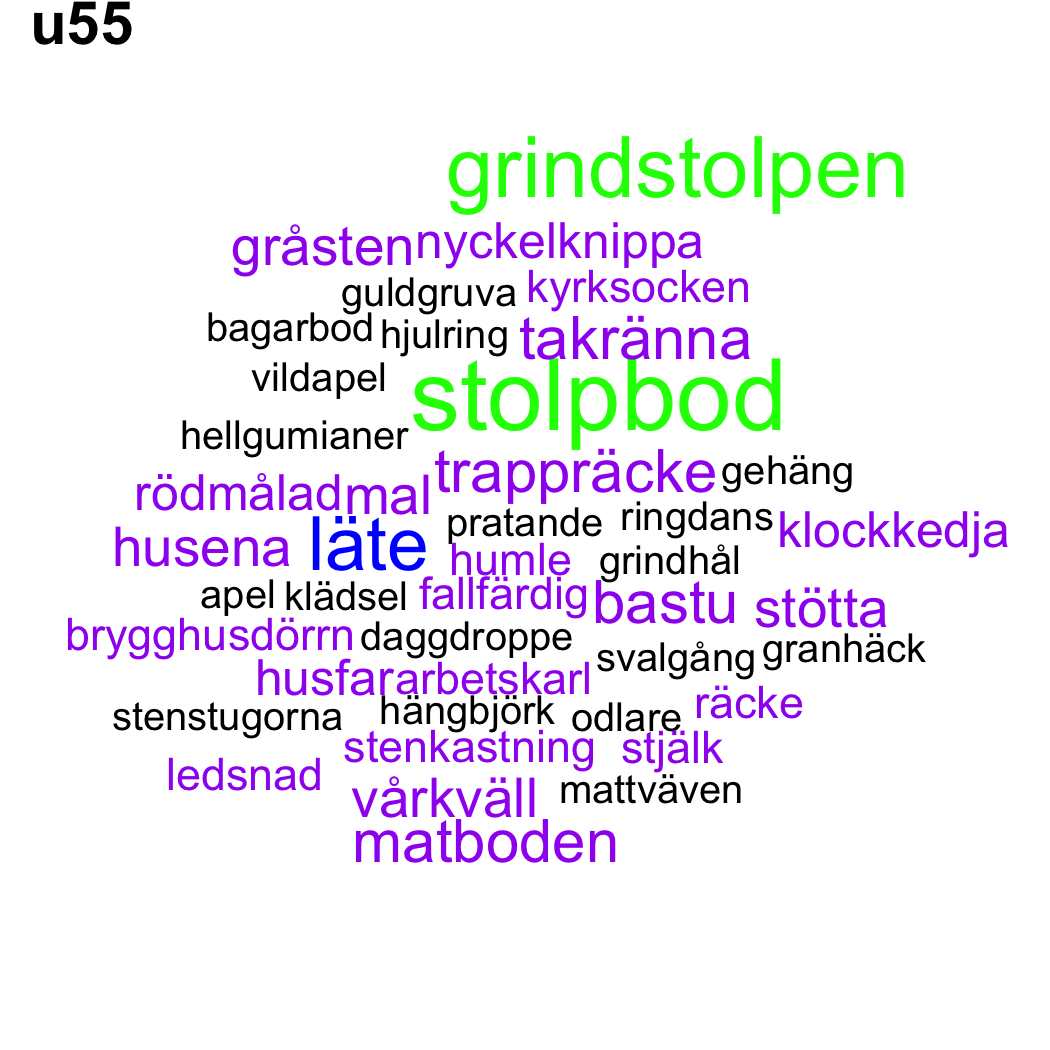 u55
grindstolpen
gråsten nyckelknippa
guldgruva kyrksocken
bagarbod hjulring takränna
vildapel stolpbod
hellgumianer
trappräcke gehäng
rödmålad mal
pratande ringdans klockkedja
husena läte humle grindhål
apel klädsel fallfärdig bastu stötta
brygghusdörrn daggdroppe svalgång granhäck
husfar arbetskarl räcke
stenstugorna hängbjörk odlare
stenkastning stjälk
ledsnad vårkväll mattväven
matboden